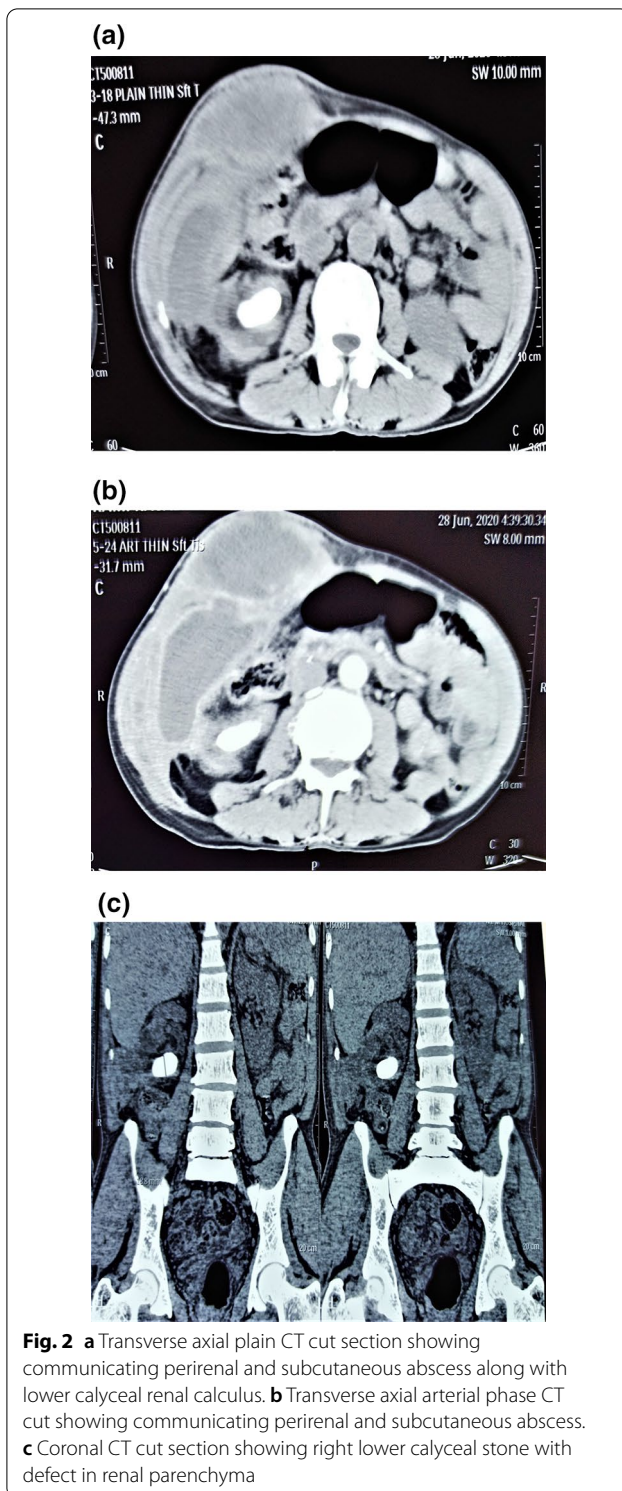 (a)
CT500811
3-18 PLAIN THIN Sft T
-47.3 mm
C
SW 10.00 mm
R
10 cm
C 60
C 60
(b)
CT500811
5-24 ART THIN Sft Tis
-31.7 mm
C
28 Jun, 2020 4:39:30.34
SW 8.00 mm
R
R
10 cm
C 30
W 320
P
(c)
CT500811
R
R
20 cm
20 cm
Fig. 2 a Transverse axial plain CT cut section showing
communicating perirenal and subcutaneous abscess along with
lower calyceal renal calculus. b Transverse axial arterial phase CT
cut showing communicating perirenal and subcutaneous abscess.
c Coronal CT cut section showing right lower calyceal stone with
defect in renal parenchyma